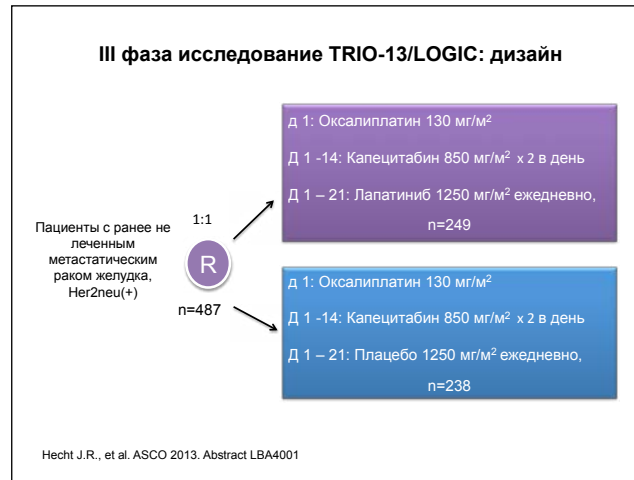 III фаза исследование TRIO-13/LOGIC: дизайн
д 1: Оксалиплатин 130 мг/м²
Д 1 -14: Капецитабин 850 мг/м² х 2 в день
Д 1 – 21: Лапатиниб 1250 мг/м² ежедневно,
n=249
1:1
Пациенты с ранее не
леченным
метастатическим
раком желудка,
Her2neu(+)
R
n=487
д 1: Оксалиплатин 130 мг/м²
Д 1 -14: Капецитабин 850 мг/м² х 2 в день
Д 1 – 21: Плацебо 1250 мг/м² ежедневно,
n=238
Hecht J.R., et al. ASCO 2013. Abstract LBA4001